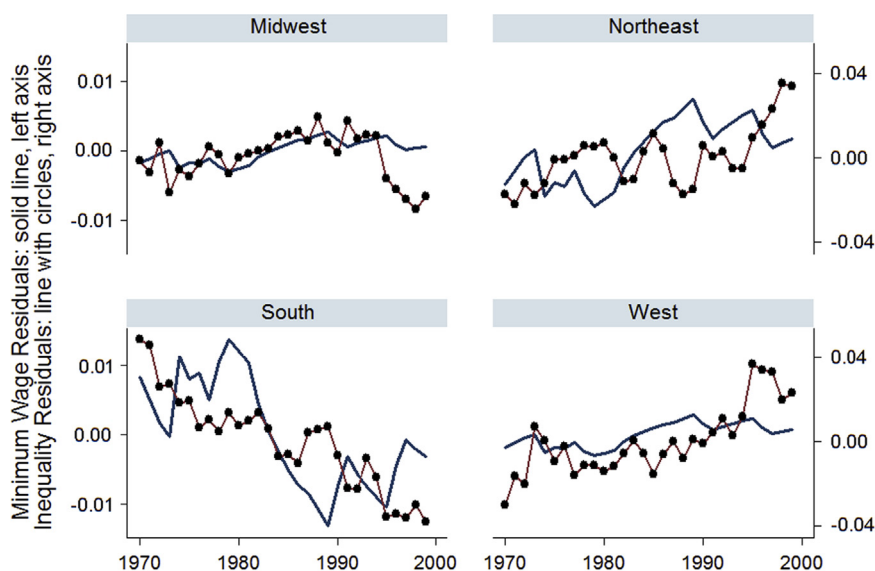 Minimum Wage Residuals: solid line, left axis
Inequality Residuals: line with circles, right axis
Midwest
Northeast
0.01
0.00
-0.01
0.04
0.00
-0.04
South
West
0.01
0.00
-0.01
0.04
0.00
-0.04
1970 1980 1990 2000
1970 1980 1990 2000